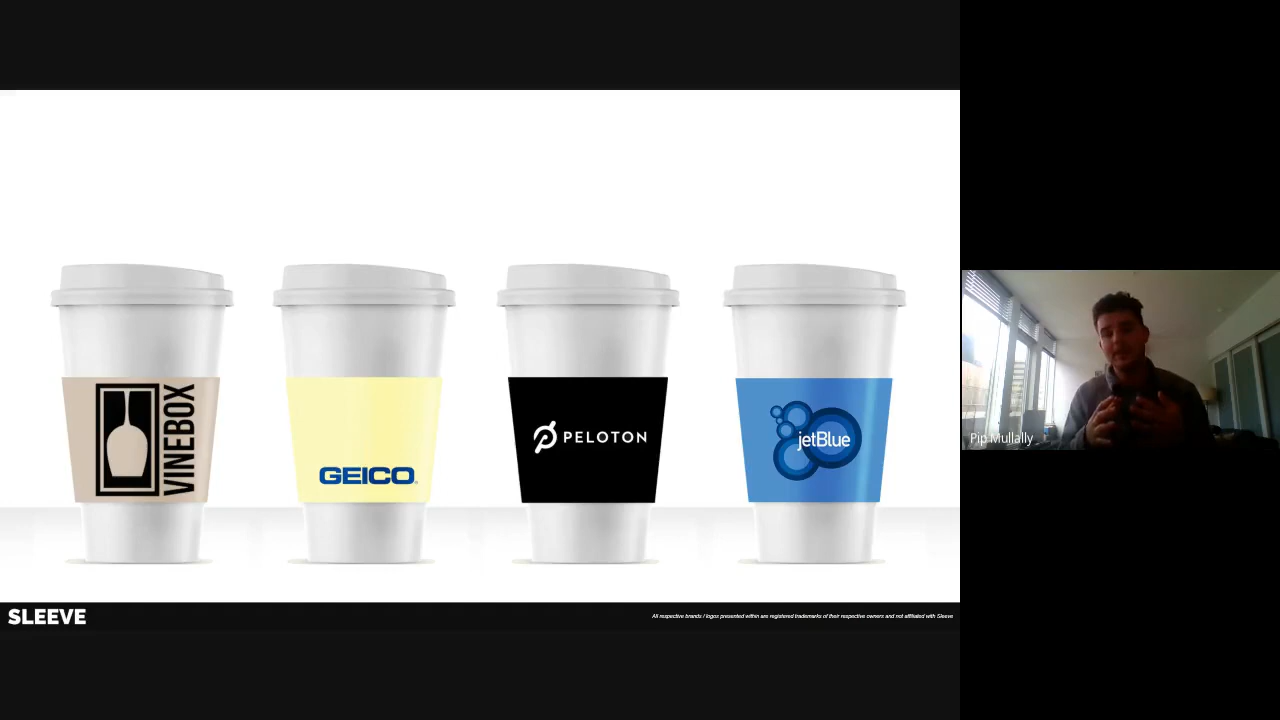 VINEBOX
GEICO
PELOTON
jetBlue
Pip Mullally
SLEEVE
All respective brands / logos presented within are registered trademarks of their respective owners and not affiliated with Sleeve